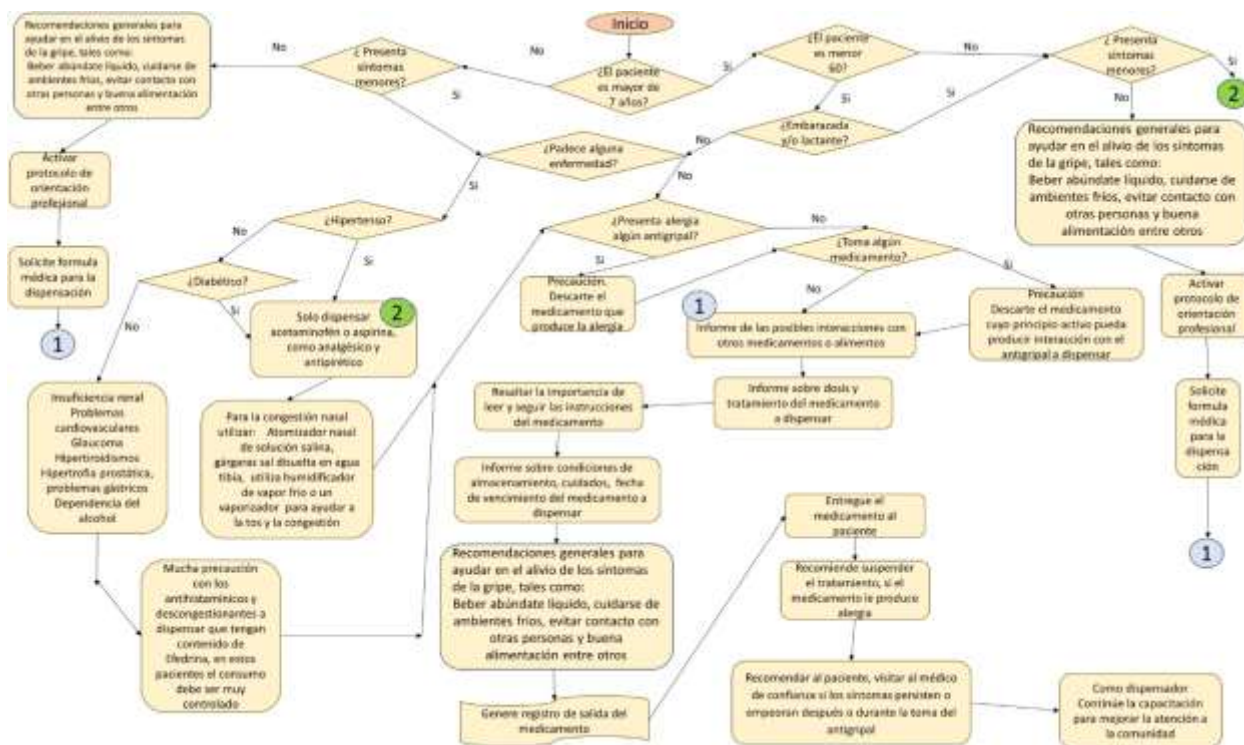 Inicio
Recomendaciones generales para
ayudar en el alivio de los síntomas
de la gripe, tales como:
Beber abúndate líquido, cuidarse de
ambientes fríos, evitar contacto con
otras personas y buena alimentación
entre otros
No
¿ Presenta
síntomas
menores?
No
¿El paciente
es mayor de
7 años?
Si
¿El paciente
es menor
60?
No
¿ Presenta
síntomas
menores?
Si
2
Si
Si
No
Activar
protocolo de
orientación
profesional
¿Padece alguna
enfermedad?
No
¿Embarazada
y/o lactante?
Si
Recomendaciones generales para
ayudar en el alivio de los síntomas
de la gripe, tales como:
Beber abúndate líquido, cuidarse de
ambientes fríos, evitar contacto con
otras personas y buena
alimentación entre otros
Si
No
¿Hipertenso?
¿Presenta alergia
algún antigripal?
No
Solicite formula
médica para la
dispensación
No
Si
¿Toma algún
medicamento?
¿Diabético?
Si
Si
1
No
Si
Solo dispensar
acetaminofén o aspirina,
como analgésico y
antipirético
2
Precaución.
Descarte el
medicamento que
produce la alergia
No
1
Informe de las posibles interacciones con
otros medicamentos o alimentos
Precaución
Descarte el medicamento
cuyo principio activo pueda
producir interacción con el
antigripal a dispensar
Activar
protocolo de
orientación
profesional
Insuficiencia renal
Problemas
cardiovasculares
Glaucoma
Hipertiroidismos
Hipertrofia prostática,
problemas gástricos
Dependencia del
alcohol
Para la congestión nasal
utilizar: Atomizador nasal
de solución salina,
gárgaras sal disuelta en agua
tibia, utiliza humidificador
de vapor frio o un
vaporizador para ayudar a
la tos y la congestión
Resaltar la importancia de
leer y seguir las instrucciones
del medicamento
Informe sobre dosis y
tratamiento del medicamento
a dispensar
Solicite
formula
médica
para la
dispensa
ción
Informe sobre condiciones de
almacenamiento, cuidados, fecha
de vencimiento del medicamento a
dispensar
Entregue el
medicamento al
paciente
1
Mucha precaución
con los
antihistamínicos y
descongestionantes a
dispensar que tengan
contenido de
Efedrina, en estos
pacientes el consumo
debe ser muy
controlado
Recomendaciones generales para
ayudar en el alivio de los síntomas
de la gripe, tales como:
Beber abúndate líquido, cuidarse de
ambientes fríos, evitar contacto con
otras personas y buena
alimentación entre otros
Recomiende suspender
el tratamiento, si el
medicamento le produce
alergia
Genere registro de salida del
medicamento
Recomendar al paciente, visitar al médico
de confianza si los síntomas persisten o
empeoran después o durante la toma del
antigripal
Como dispensador
Continúe la capacitación
para mejorar la atención a
la comunidad